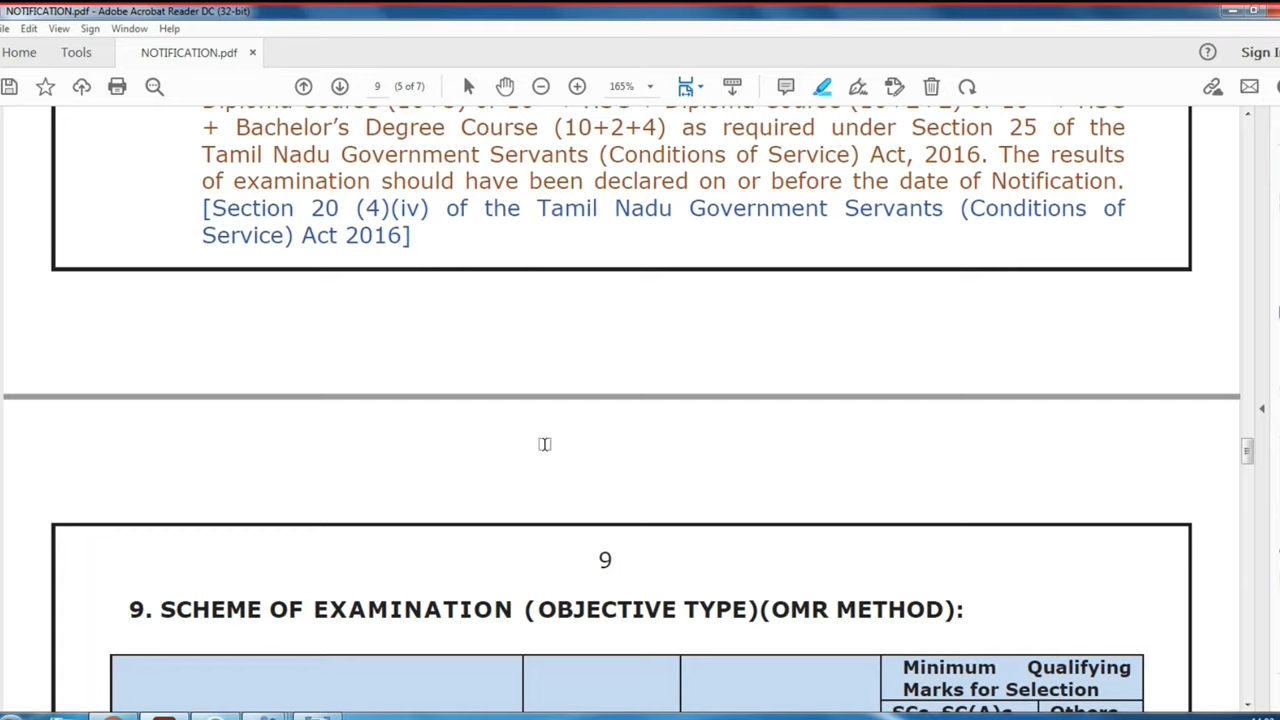 NOTIFICATION.pdf - Adobe Acrobat Reader DC (32-bit)
Edit View Sign Window Help
Home Tools NOTIFICATION.pdf × Sign
9 (5 of 7) 165%
+ Bachelor’s Degree Course (10+2+4) as required under Section 25 of the
Tamil Nadu Government Servants (Conditions of Service) Act, 2016. The results
of examination should have been declared on or before the date of Notification.
[Section 20 (4)(iv) of the Tamil Nadu Government Servants (Conditions of
Service) Act 2016]
9
9. SCHEME OF EXAMINATION (OBJECTIVE TYPE)(OMR METHOD):
Minimum Qualifying
Marks for Selection
SCs, SC(A)s Others